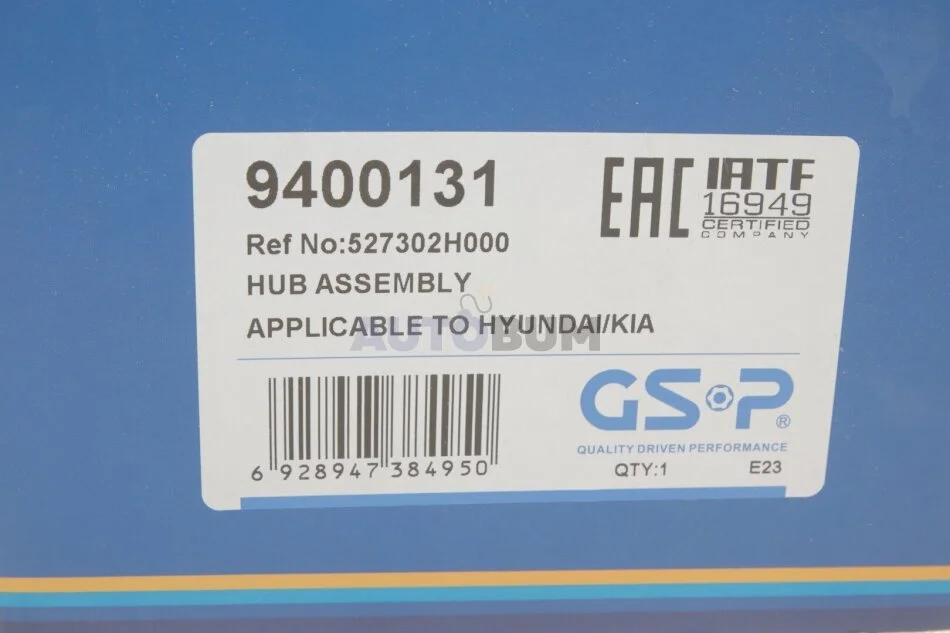 9400131
Ref No:527302H000
HUB ASSEMBLY
APPLICABLE TO HYUNDAI/KIA
EAC
IATF
16949
CERTIFIED
COMPANY
AUTOBUM
6 928947 384950
GS·P®
QUALITY DRIVEN PERFORMANCE
QTY:1 E23